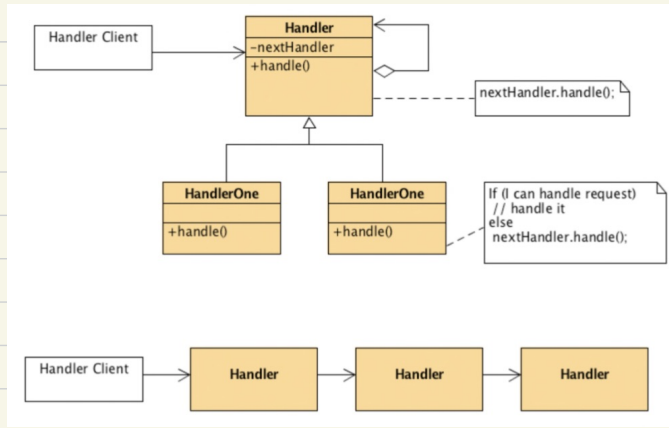 Handler Client
Handler
-nextHandler
+handle()
nextHandler.handle();
HandlerOne
+handle()
HandlerOne
+handle()
If (I can handle request)
// handle it
else
nextHandler.handle();
Handler Client
Handler
Handler
Handler